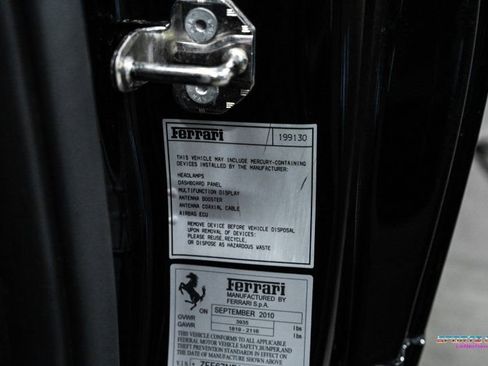 Ferrari 199130
THIS VEHICLE MAY INCLUDE MERCURY-CONTAINING
DEVICES INSTALLED BY THE MANUFACTURER:
HEADLAMPS
DASHBOARD PANEL
MULTIFUNCTION DISPLAY
ANTENNA BOOSTER
ANTENNA COAXIAL CABLE
AIRBAG ECU
REMOVE DEVICE BEFORE VEHICLE DISPOSAL
UPON REMOVAL OF DEVICES:
PLEASE REUSE, RECYCLE,
OR DISPOSE AS HAZARDOUS WASTE
Ferrari
MANUFACTURED BY
FERRARI S.p.A.
ON SEPTEMBER 2010
GVWR 3935 lbs
GAWR 1819 - 2116 lbs
THIS VEHICLE CONFORMS TO ALL APPLICABLE
FEDERAL MOTOR VEHICLE SAFETY, BUMPER, AND
THEFT PREVENTION STANDARDS IN EFFECT ON
THE DATE OF MANUFACTURE SHOWN ABOVE